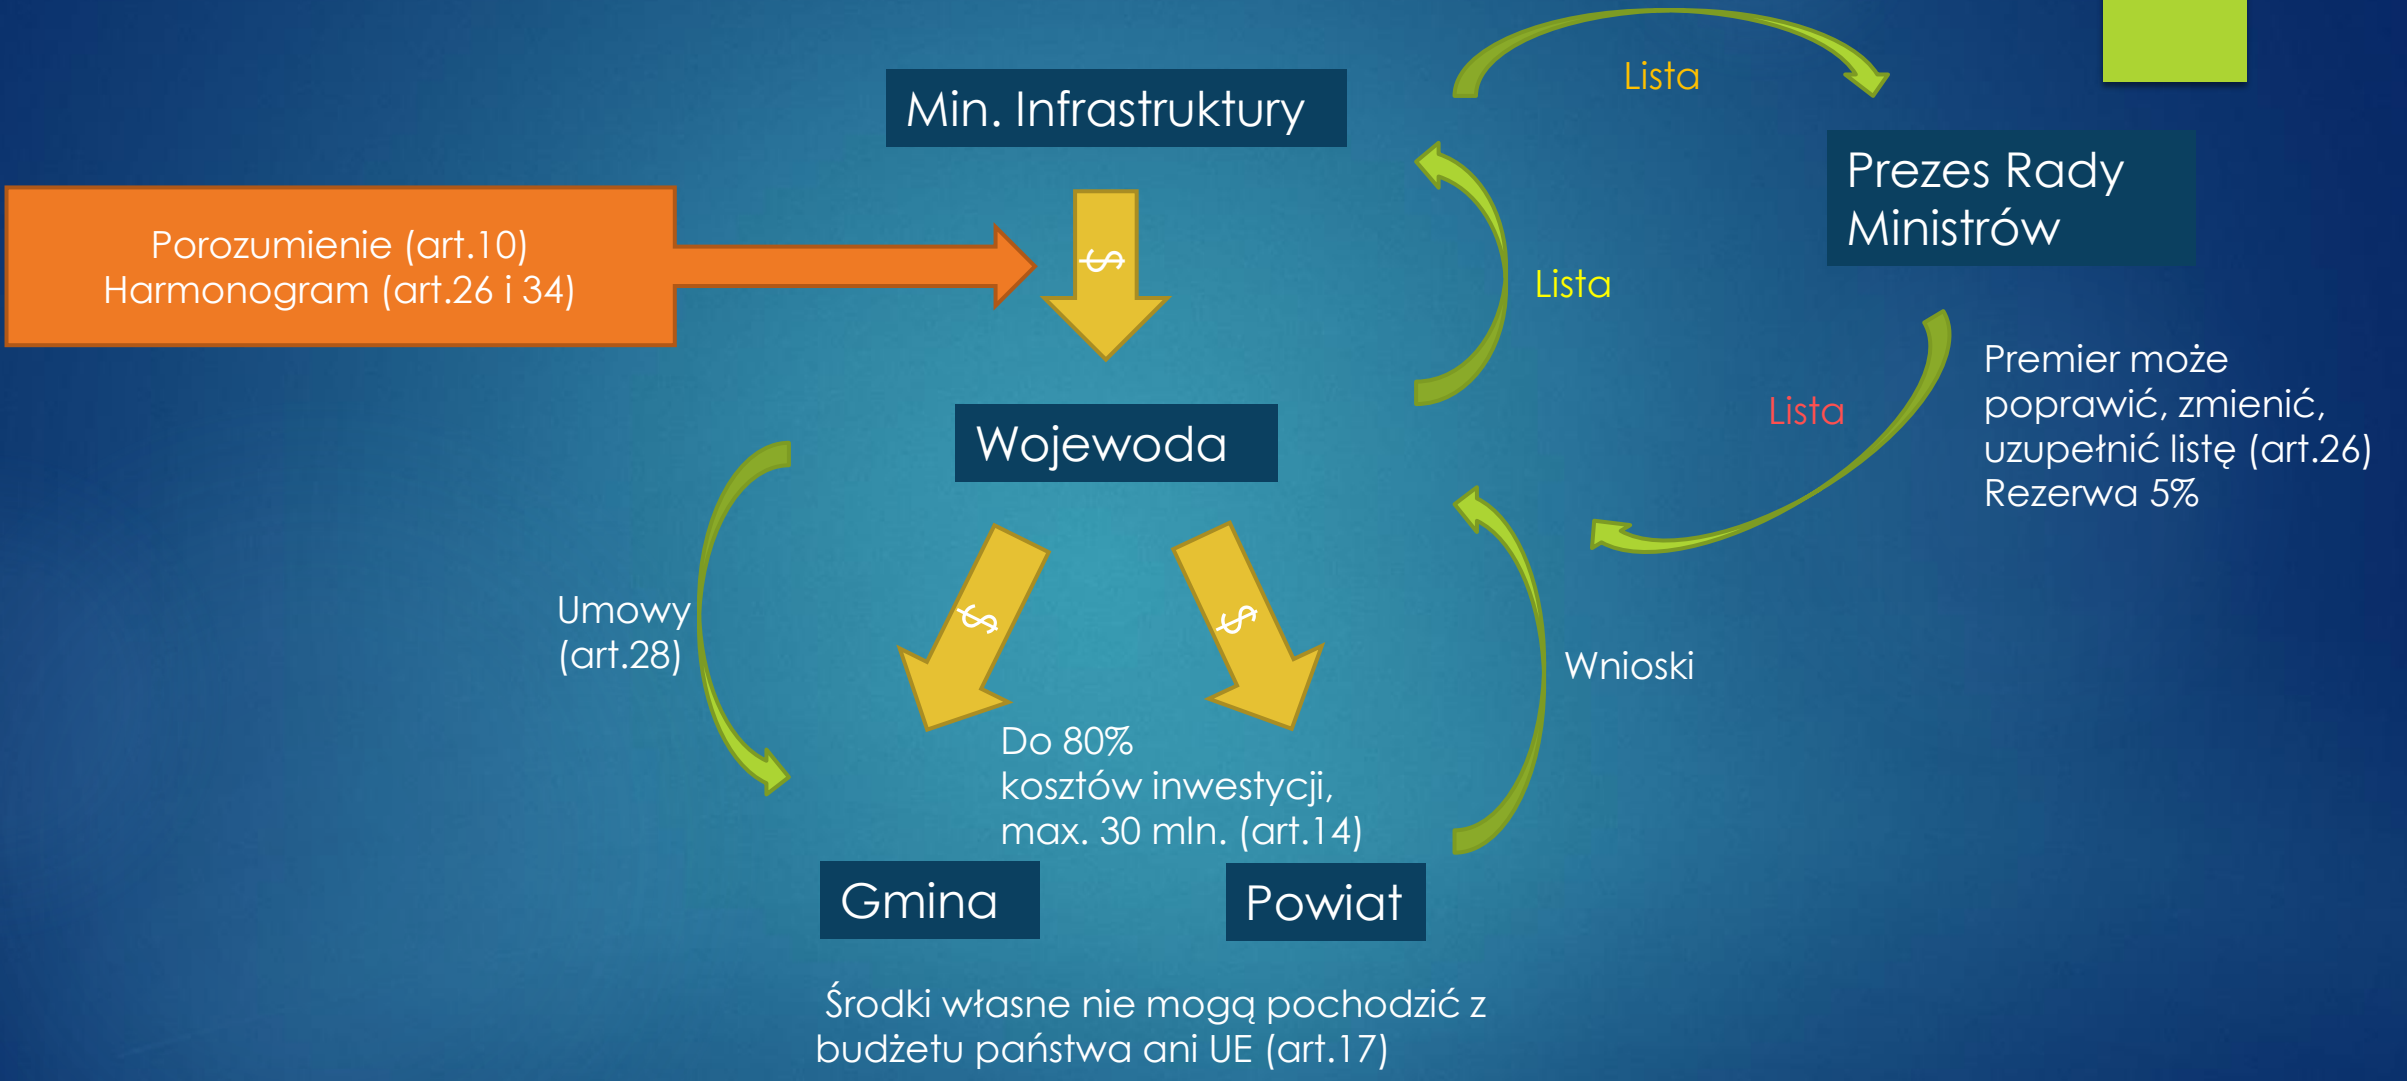 Lista
Min. Infrastruktury
Prezes Rady
Ministrów
Porozumienie (art.10)
Harmonogram (art.26 i 34)
$
Lista
Premier może
poprawić, zmienić,
uzupełnić listę (art.26)
Rezerwa 5%
Lista
Wojewoda
Umowy
(art.28)
$
$
Wnioski
Do 80%
kosztów inwestycji,
max. 30 mln. (art.14)
Gmina
Powiat
Środki własne nie mogą pochodzić z
budżetu państwa ani UE (art.17)